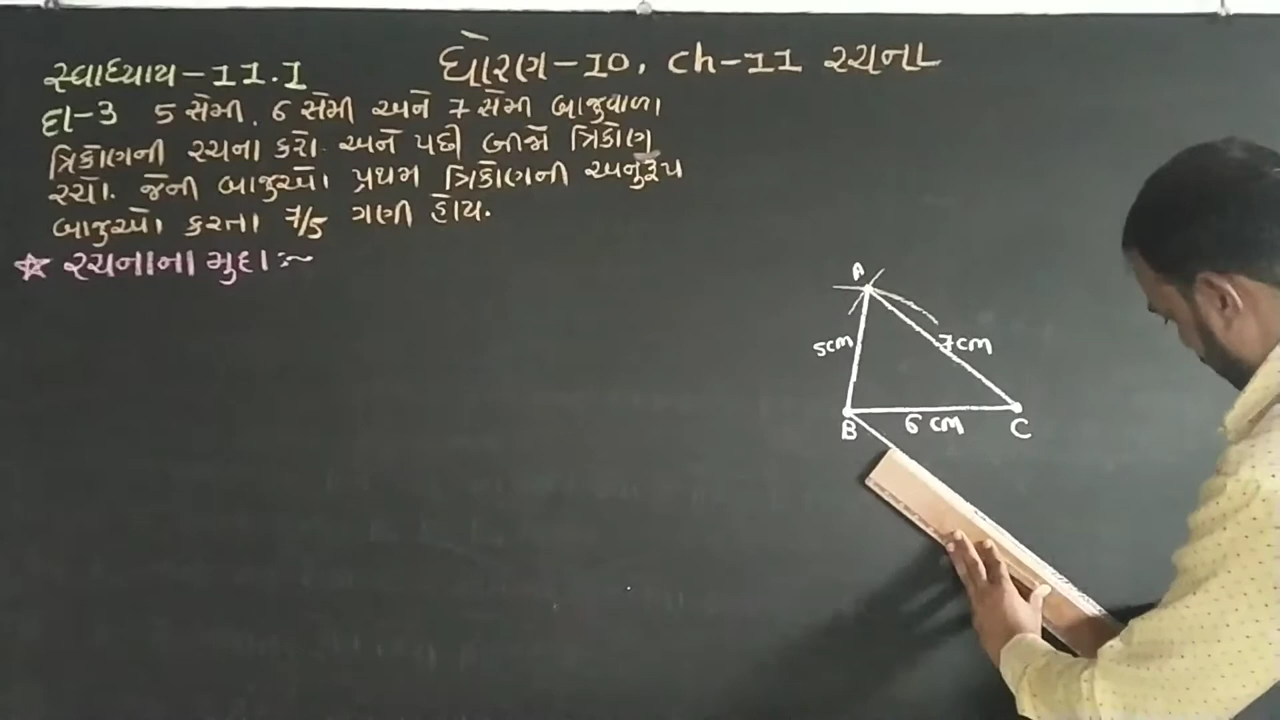 ધોરણ-10, ch-11 રચના
સ્વાધ્યાય-11.1
દા-3 5 સેમી, 6 સેમી અને 7 સેમી બાજુવાળા
ત્રિકોણની રચના કરો. અને પછી બીજો ત્રિકોણ
રચો. જેની બાજુઓ પ્રથમ ત્રિકોણની અનુરૂપ
બાજુઓ કરતા 7/5 ગણી હોય.
★ રચનાના મુદ્દા :~
A
5cm
7cm
B
6 cm
C